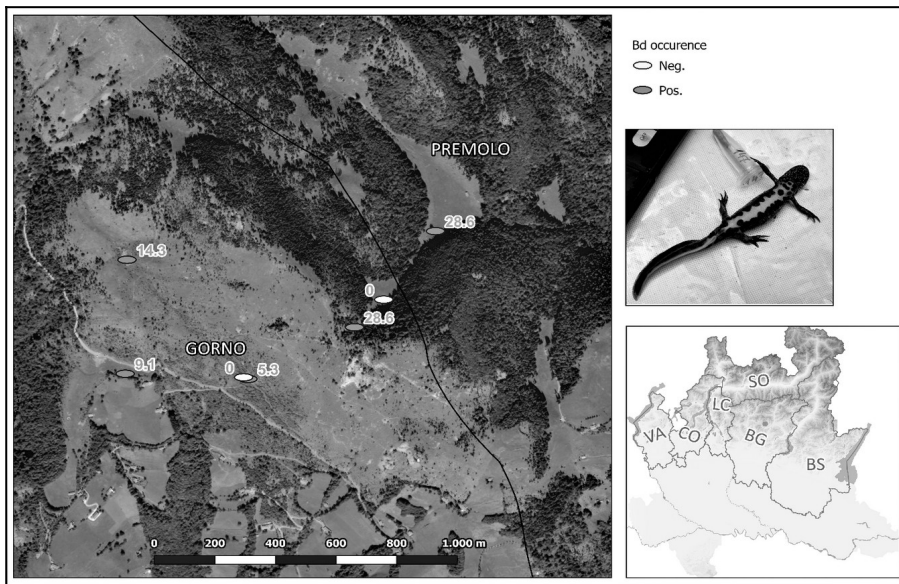 PREMOLO
28.6
14.3
0
28.6
GORNO
9.1
0
5.3
0 200 400 600 800 1.000 m
Bd occurence
Neg.
Pos.
SO
LC
VA
CO
BG
BS